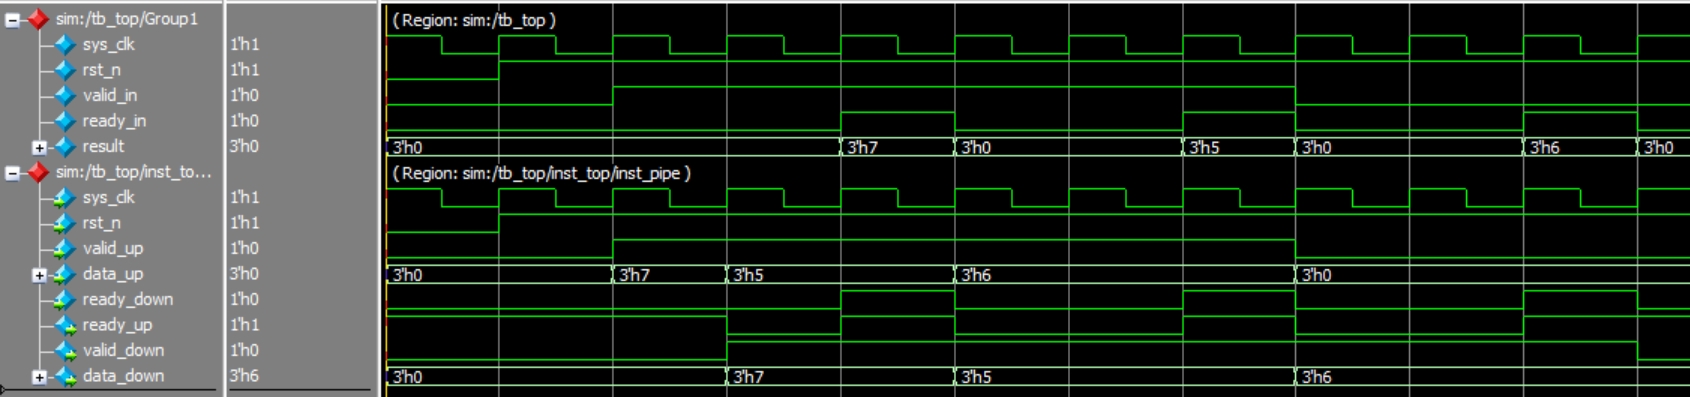 sim:/tb_top/Group1 ( Region: sim:/tb_top )
sys_clk 1'h1
rst_n 1'h1
valid_in 1'h0
ready_in 1'h0
result 3'h0 3'h0 3'h7 3'h0 3'h5 3'h0 3'h6 3'h0
sim:/tb_top/inst_to... ( Region: sim:/tb_top/inst_top/inst_pipe )
sys_clk 1'h1
rst_n 1'h1
valid_up 1'h0
data_up 3'h0 3'h0 3'h7 3'h5 3'h6 3'h0
ready_down 1'h0
ready_up 1'h1
valid_down 1'h0
data_down 3'h6 3'h0 3'h7 3'h5 3'h6